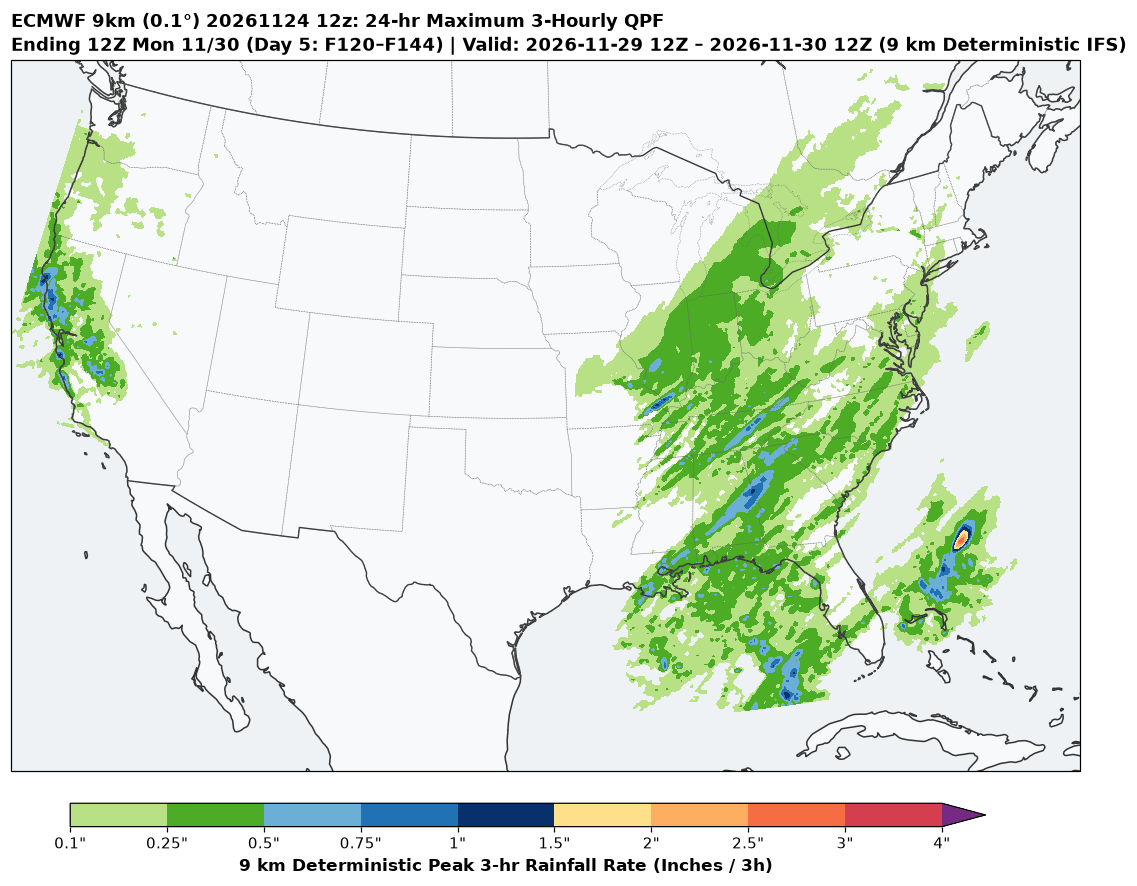 ECMWF 9km (0.1°) 20261124 12z: 24-hr Maximum 3-Hourly QPF
Ending 12Z Mon 11/30 (Day 5: F120–F144) | Valid: 2026-11-29 12Z – 2026-11-30 12Z (9 km Deterministic IFS)
0.1" 0.25" 0.5" 0.75" 1" 1.5" 2" 2.5" 3" 4"
9 km Deterministic Peak 3-hr Rainfall Rate (Inches / 3h)